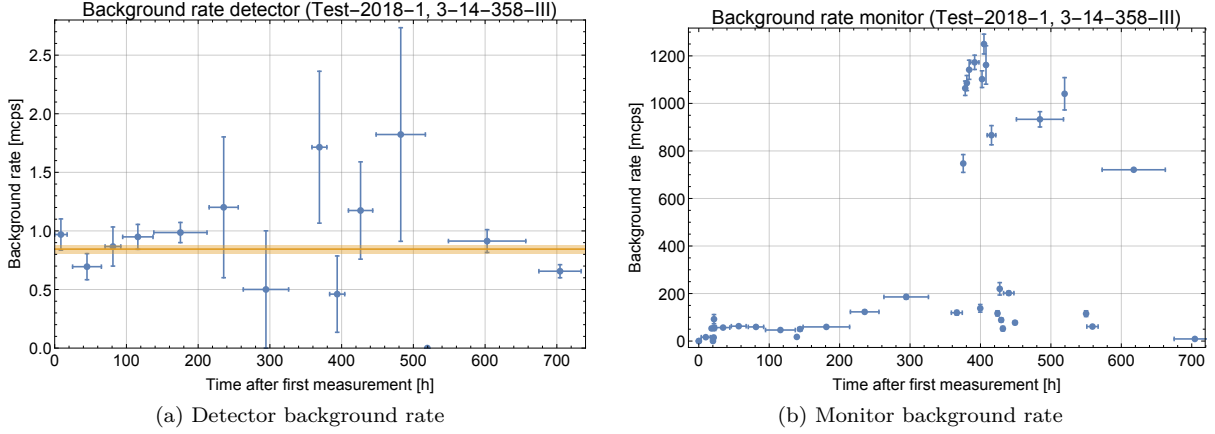 Background rate detector (Test−2018−1, 3−14−358−III)
Background rate [mcps]
2.5
2.0
1.5
1.0
0.5
0.0
0 100 200 300 400 500 600 700
Time after first measurement [h]
(a) Detector background rate
Background rate monitor (Test−2018−1, 3−14−358−III)
Background rate [mcps]
1200
1000
800
600
400
200
0
0 100 200 300 400 500 600 700
Time after first measurement [h]
(b) Monitor background rate